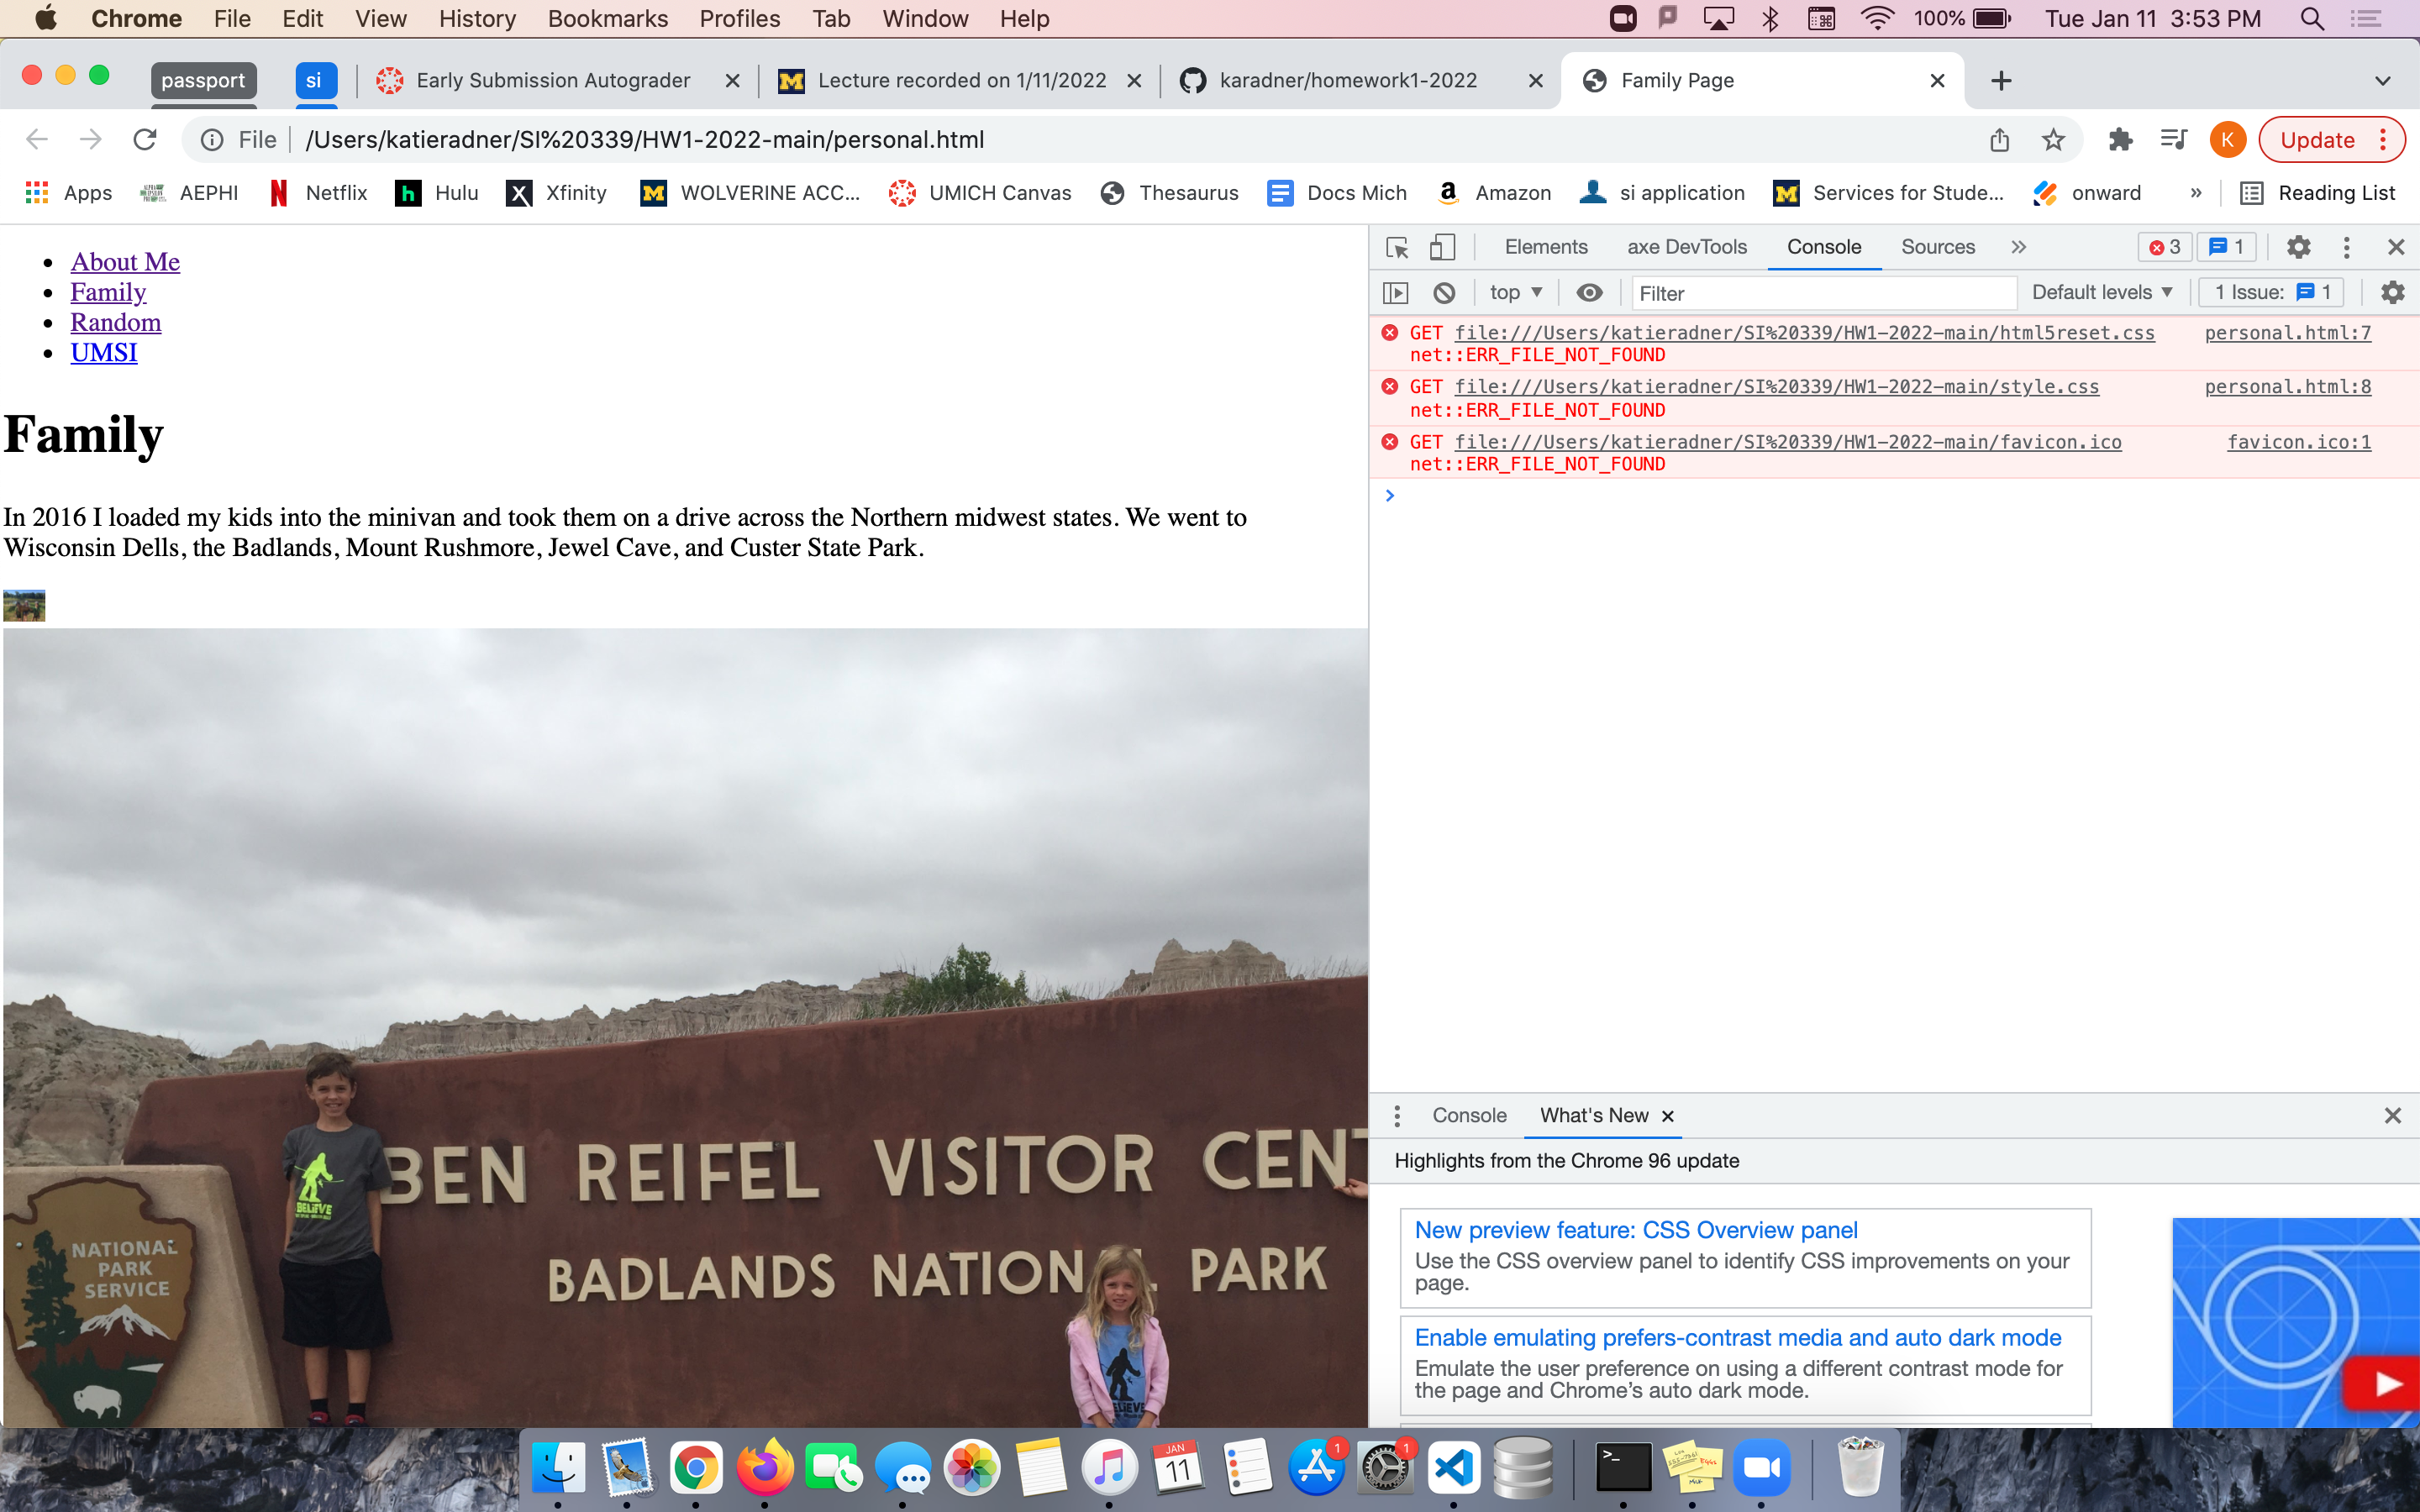 Chrome File Edit View History Bookmarks Profiles Tab Window Help 100% Tue Jan 11 3:53 PM
passport si Early Submission Autograder Lecture recorded on 1/11/2022 karadner/homework1-2022 Family Page
File /Users/katieradner/SI%20339/HW1-2022-main/personal.html K Update
Apps AEPHI Netflix Hulu Xfinity WOLVERINE ACC... UMICH Canvas Thesaurus Docs Mich Amazon si application Services for Stude... onward » Reading List
About Me
Family
Random
UMSI
Family
In 2016 I loaded my kids into the minivan and took them on a drive across the Northern midwest states. We went to
Wisconsin Dells, the Badlands, Mount Rushmore, Jewel Cave, and Custer State Park.
BEN REIFEL VISITOR CENT
BADLANDS NATIONAL PARK
NATIONAL
PARK
SERVICE
BELIEVE
Elements axe DevTools Console Sources » 3 1
top Filter Default levels 1 Issue: 1
GET file:///Users/katieradner/SI%20339/HW1-2022-main/html5reset.css personal.html:7
net::ERR_FILE_NOT_FOUND
GET file:///Users/katieradner/SI%20339/HW1-2022-main/style.css personal.html:8
net::ERR_FILE_NOT_FOUND
GET file:///Users/katieradner/SI%20339/HW1-2022-main/favicon.ico favicon.ico:1
net::ERR_FILE_NOT_FOUND
Console What's New
Highlights from the Chrome 96 update
New preview feature: CSS Overview panel
Use the CSS overview panel to identify CSS improvements on your
page.
Enable emulating prefers-contrast media and auto dark mode
Emulate the user preference on using a different contrast mode for
the page and Chrome’s auto dark mode.
JAN
11
1
1